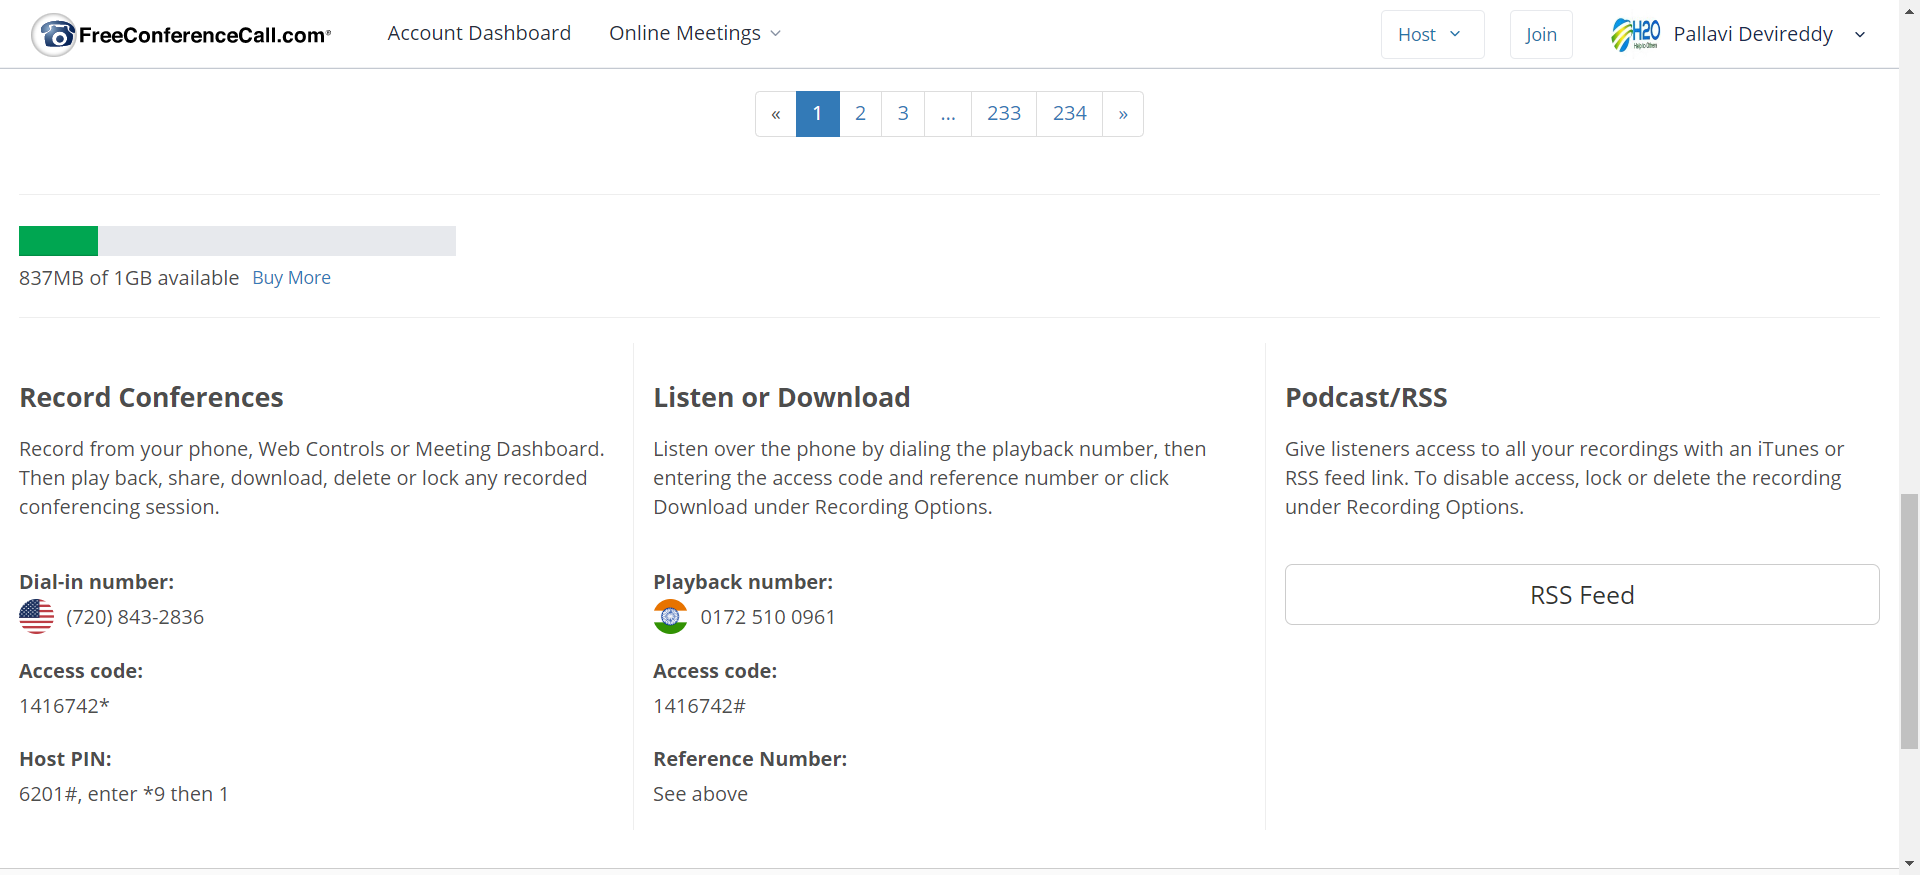 FreeConferenceCall.com® Account Dashboard Online Meetings Host Join H2O Help to Others Pallavi Devireddy
« 1 2 3 ... 233 234 »
837MB of 1GB available Buy More
Record Conferences
Record from your phone, Web Controls or Meeting Dashboard.
Then play back, share, download, delete or lock any recorded
conferencing session.
Dial-in number:
(720) 843-2836
Access code:
1416742*
Host PIN:
6201#, enter *9 then 1
Listen or Download
Listen over the phone by dialing the playback number, then
entering the access code and reference number or click
Download under Recording Options.
Playback number:
0172 510 0961
Access code:
1416742#
Reference Number:
See above
Podcast/RSS
Give listeners access to all your recordings with an iTunes or
RSS feed link. To disable access, lock or delete the recording
under Recording Options.
RSS Feed